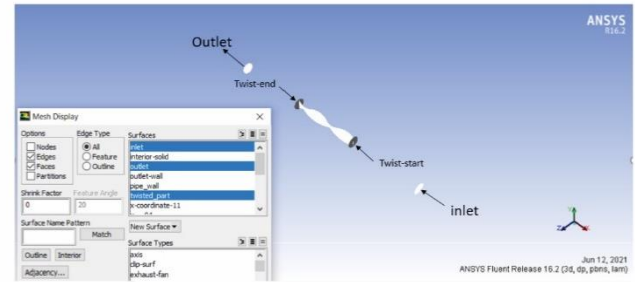 ANSYS
R16.2
Outlet
Twist-end
Twist-start
inlet
Mesh Display
Options
Nodes
Edges
Faces
Partitions
Edge Type
All
Feature
Outline
Shrink Factor
Feature Angle
0
20
Surface Name Pattern
Match
Outline
Interior
Adjacency...
Surfaces
inlet
interior-solid
outlet
outlet-wall
pipe_wall
twisted_part
x-coordinate-11
New Surface
Surface Types
axis
clip-surf
exhaust-fan
Y
Z
X
Jun 12, 2021
ANSYS Fluent Release 16.2 (3d, dp, pbns, lam)